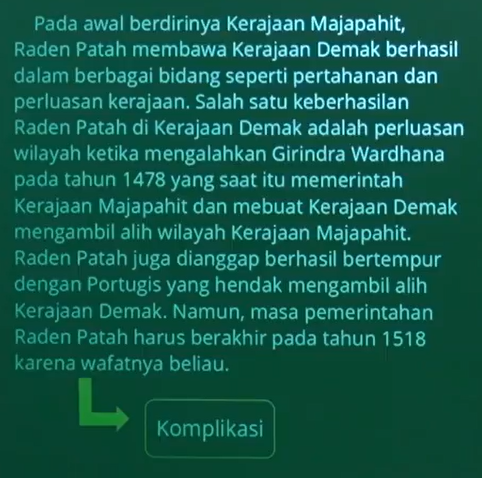 Pada awal berdirinya Kerajaan Majapahit,
Raden Patah membawa Kerajaan Demak berhasil
dalam berbagai bidang seperti pertahanan dan
perluasan kerajaan. Salah satu keberhasilan
Raden Patah di Kerajaan Demak adalah perluasan
wilayah ketika mengalahkan Girindra Wardhana
pada tahun 1478 yang saat itu memerintah
Kerajaan Majapahit dan mebuat Kerajaan Demak
mengambil alih wilayah Kerajaan Majapahit.
Raden Patah juga dianggap berhasil bertempur
dengan Portugis yang hendak mengambil alih
Kerajaan Demak. Namun, masa pemerintahan
Raden Patah harus berakhir pada tahun 1518
karena wafatnya beliau.
Komplikasi